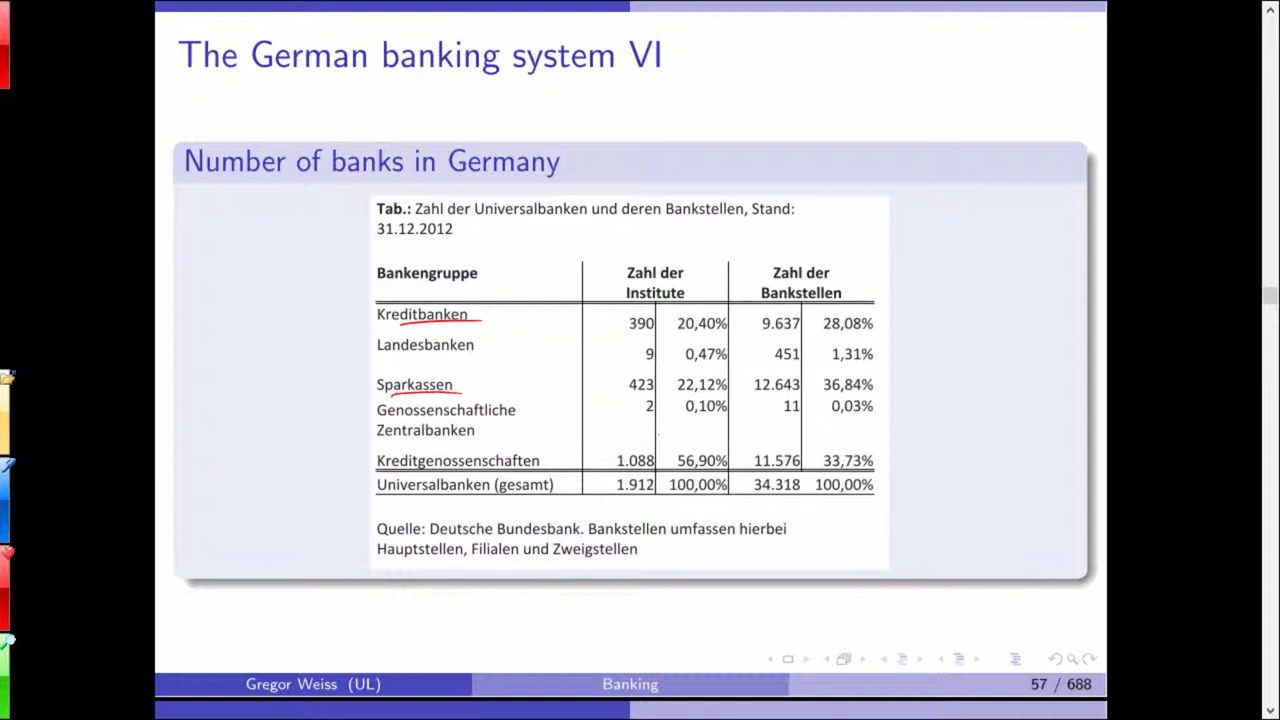 The German banking system VI
Number of banks in Germany
Tab.: Zahl der Universalbanken und deren Bankstellen, Stand:
31.12.2012
Bankengruppe Zahl der Zahl der
Institute Bankstellen
Kreditbanken 390 20,40% 9.637 28,08%
Landesbanken 9 0,47% 451 1,31%
Sparkassen 423 22,12% 12.643 36,84%
Genossenschaftliche 2 0,10% 11 0,03%
Zentralbanken
Kreditgenossenschaften 1.088 56,90% 11.576 33,73%
Universalbanken (gesamt) 1.912 100,00% 34.318 100,00%
Quelle: Deutsche Bundesbank. Bankstellen umfassen hierbei
Hauptstellen, Filialen und Zweigstellen
Gregor Weiss (UL) Banking 57 / 688